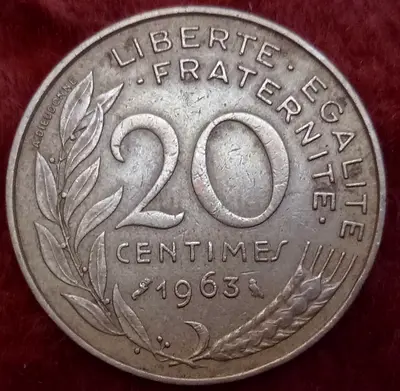 LIBERTE · EGALITE
· FRATERNITE ·
20
CENTIMES
1963